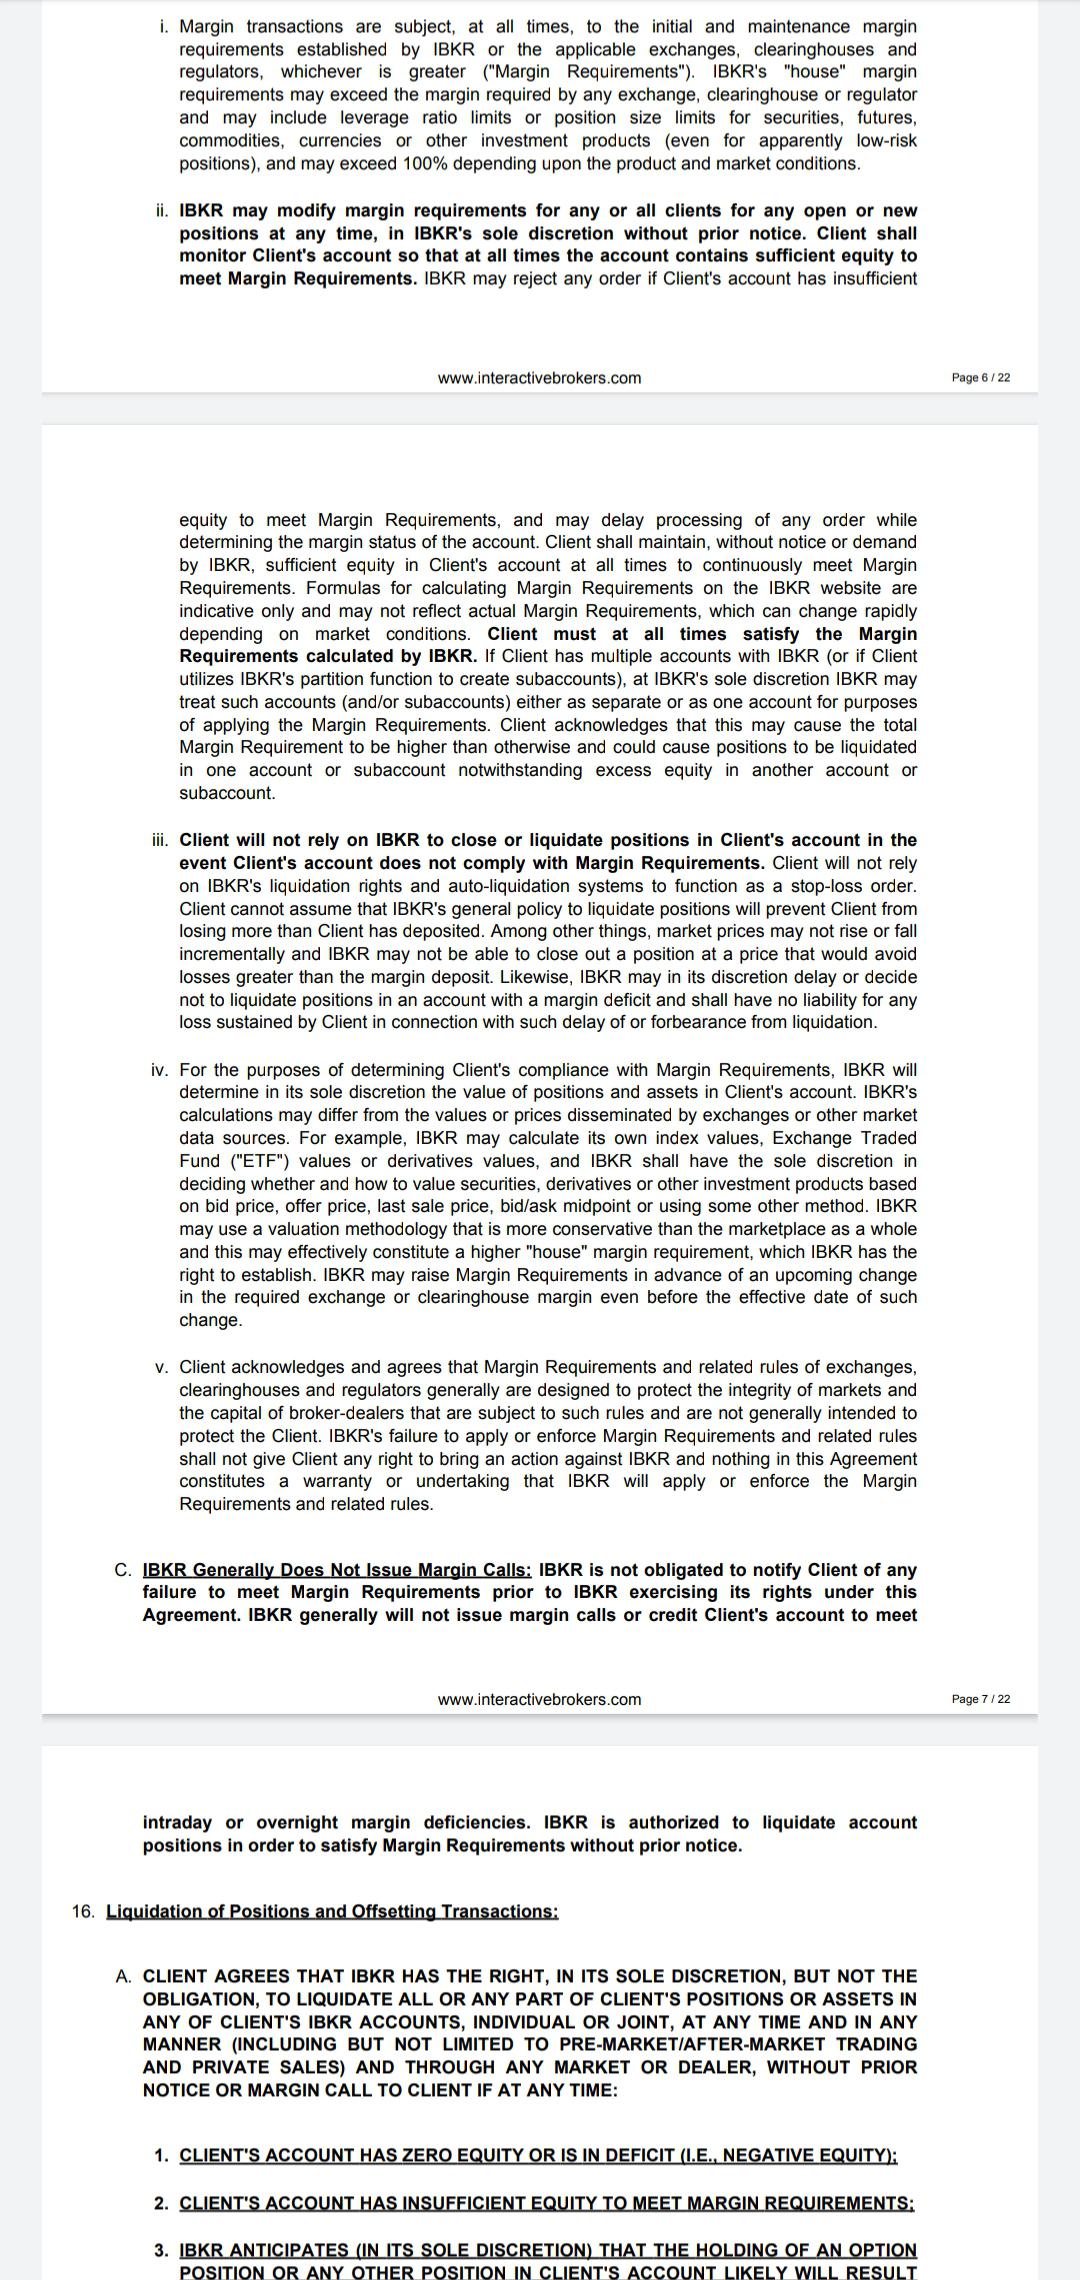 i. Margin transactions are subject, at all times, to the initial and maintenance margin
requirements established by IBKR or the applicable exchanges, clearinghouses and
regulators, whichever is greater ("Margin Requirements"). IBKR's "house" margin
requirements may exceed the margin required by any exchange, clearinghouse or regulator
and may include leverage ratio limits or position size limits for securities, futures,
commodities, currencies or other investment products (even for apparently low-risk
positions), and may exceed 100% depending upon the product and market conditions.
ii. IBKR may modify margin requirements for any or all clients for any open or new
positions at any time, in IBKR's sole discretion without prior notice. Client shall
monitor Client's account so that at all times the account contains sufficient equity to
meet Margin Requirements. IBKR may reject any order if Client's account has insufficient
www.interactivebrokers.com
Page 6 / 22
equity to meet Margin Requirements, and may delay processing of any order while
determining the margin status of the account. Client shall maintain, without notice or demand
by IBKR, sufficient equity in Client's account at all times to continuously meet Margin
Requirements. Formulas for calculating Margin Requirements on the IBKR website are
indicative only and may not reflect actual Margin Requirements, which can change rapidly
depending on market conditions. Client must at all times satisfy the Margin
Requirements calculated by IBKR. If Client has multiple accounts with IBKR (or if Client
utilizes IBKR's partition function to create subaccounts), at IBKR's sole discretion IBKR may
treat such accounts (and/or subaccounts) either as separate or as one account for purposes
of applying the Margin Requirements. Client acknowledges that this may cause the total
Margin Requirement to be higher than otherwise and could cause positions to be liquidated
in one account or subaccount notwithstanding excess equity in another account or
subaccount.
iii. Client will not rely on IBKR to close or liquidate positions in Client's account in the
event Client's account does not comply with Margin Requirements. Client will not rely
on IBKR's liquidation rights and auto-liquidation systems to function as a stop-loss order.
Client cannot assume that IBKR's general policy to liquidate positions will prevent Client from
losing more than Client has deposited. Among other things, market prices may not rise or fall
incrementally and IBKR may not be able to close out a position at a price that would avoid
losses greater than the margin deposit. Likewise, IBKR may in its discretion delay or decide
not to liquidate positions in an account with a margin deficit and shall have no liability for any
loss sustained by Client in connection with such delay of or forbearance from liquidation.
iv. For the purposes of determining Client's compliance with Margin Requirements, IBKR will
determine in its sole discretion the value of positions and assets in Client's account. IBKR's
calculations may differ from the values or prices disseminated by exchanges or other market
data sources. For example, IBKR may calculate its own index values, Exchange Traded
Fund ("ETF") values or derivatives values, and IBKR shall have the sole discretion in
deciding whether and how to value securities, derivatives or other investment products based
on bid price, offer price, last sale price, bid/ask midpoint or using some other method. IBKR
may use a valuation methodology that is more conservative than the marketplace as a whole
and this may effectively constitute a higher "house" margin requirement, which IBKR has the
right to establish. IBKR may raise Margin Requirements in advance of an upcoming change
in the required exchange or clearinghouse margin even before the effective date of such
change.
v. Client acknowledges and agrees that Margin Requirements and related rules of exchanges,
clearinghouses and regulators generally are designed to protect the integrity of markets and
the capital of broker-dealers that are subject to such rules and are not generally intended to
protect the Client. IBKR's failure to apply or enforce Margin Requirements and related rules
shall not give Client any right to bring an action against IBKR and nothing in this Agreement
constitutes a warranty or undertaking that IBKR will apply or enforce the Margin
Requirements and related rules.
C. IBKR Generally Does Not Issue Margin Calls: IBKR is not obligated to notify Client of any
failure to meet Margin Requirements prior to IBKR exercising its rights under this
Agreement. IBKR generally will not issue margin calls or credit Client's account to meet
www.interactivebrokers.com
Page 7 / 22
intraday or overnight margin deficiencies. IBKR is authorized to liquidate account
positions in order to satisfy Margin Requirements without prior notice.
16. Liquidation of Positions and Offsetting Transactions:
A. CLIENT AGREES THAT IBKR HAS THE RIGHT, IN ITS SOLE DISCRETION, BUT NOT THE
OBLIGATION, TO LIQUIDATE ALL OR ANY PART OF CLIENT'S POSITIONS OR ASSETS IN
ANY OF CLIENT'S IBKR ACCOUNTS, INDIVIDUAL OR JOINT, AT ANY TIME AND IN ANY
MANNER (INCLUDING BUT NOT LIMITED TO PRE-MARKET/AFTER-MARKET TRADING
AND PRIVATE SALES) AND THROUGH ANY MARKET OR DEALER, WITHOUT PRIOR
NOTICE OR MARGIN CALL TO CLIENT IF AT ANY TIME:
1. CLIENT'S ACCOUNT HAS ZERO EQUITY OR IS IN DEFICIT (I.E., NEGATIVE EQUITY);
2. CLIENT'S ACCOUNT HAS INSUFFICIENT EQUITY TO MEET MARGIN REQUIREMENTS;
3. IBKR ANTICIPATES (IN ITS SOLE DISCRETION) THAT THE HOLDING OF AN OPTION
POSITION OR ANY OTHER POSITION IN CLIENT'S ACCOUNT LIKELY WILL RESULT